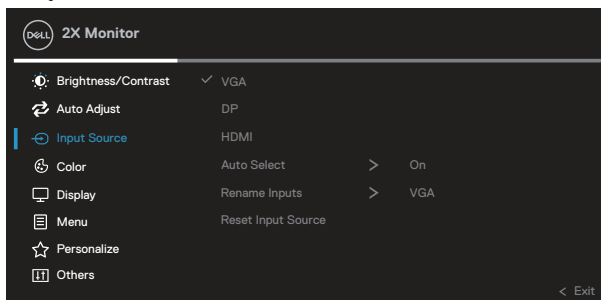 DELL 2X Monitor
Brightness/Contrast ✓ VGA
Auto Adjust DP
Input Source HDMI
Color Auto Select > On
Display Rename Inputs > VGA
Menu Reset Input Source
Personalize
Others
< Exit